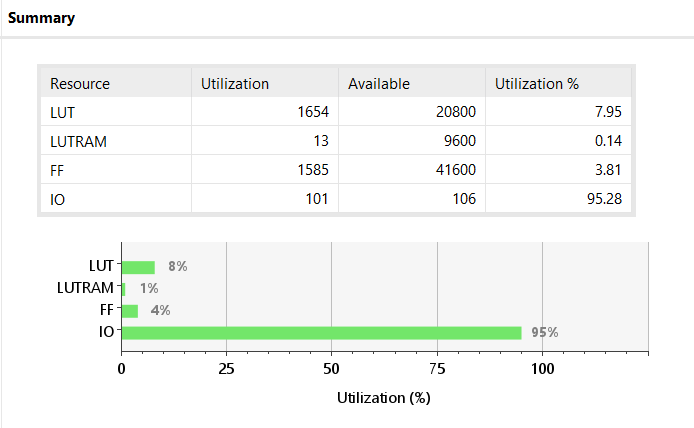 Summary
Resource Utilization Available Utilization %
LUT 1654 20800 7.95
LUTRAM 13 9600 0.14
FF 1585 41600 3.81
IO 101 106 95.28
LUT 8%
LUTRAM 1%
FF 4%
IO 95%
0 25 50 75 100
Utilization (%)